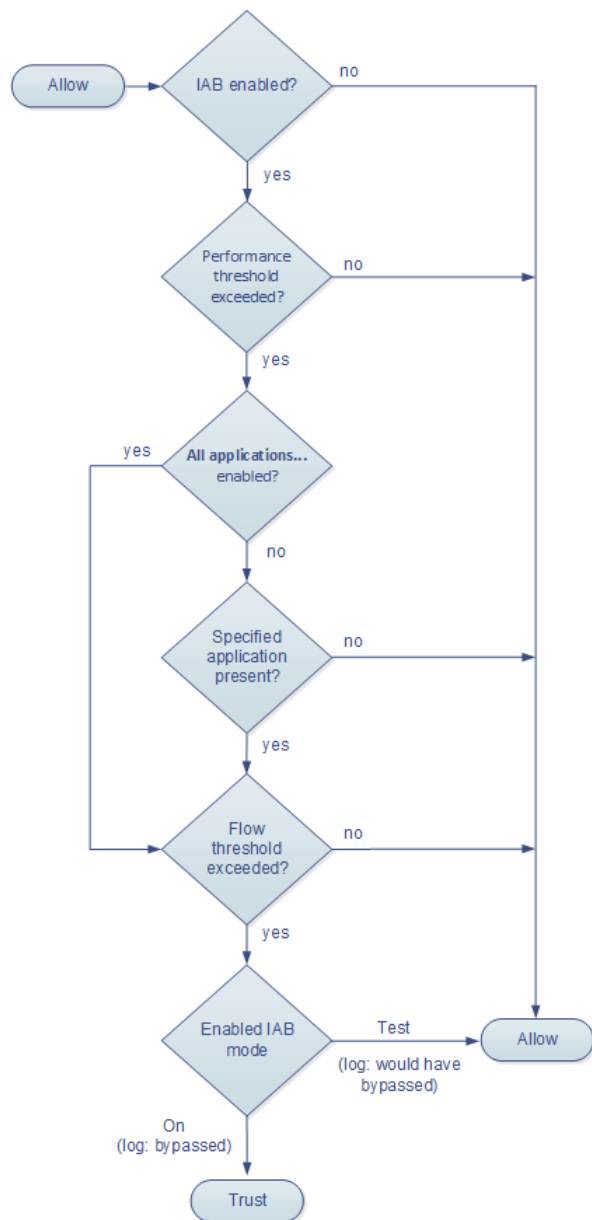 Allow
IAB enabled?
no
yes
Performance
threshold
exceeded?
no
yes
All applications...
enabled?
yes
no
Specified
application
present?
no
yes
Flow
threshold
exceeded?
no
yes
Enabled IAB
mode
Test
(log: would have
bypassed)
Allow
On
(log: bypassed)
Trust